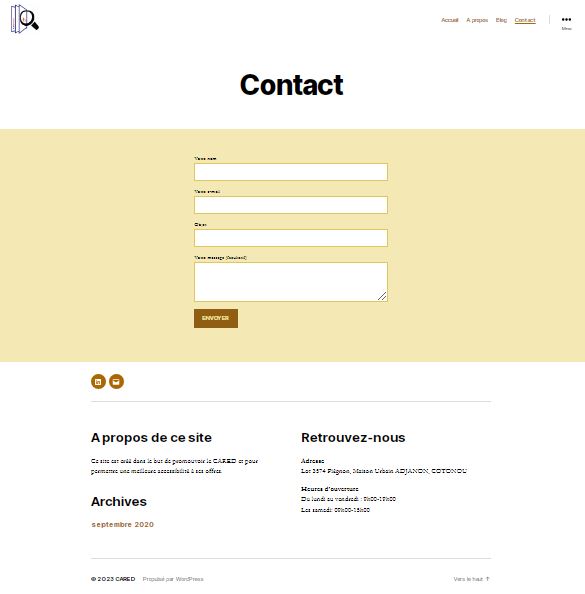 Accueil A propos Blog Contact
Menu
Contact
Votre nom
Votre e-mail
Objet
Votre message (facultatif)
ENVOYER
A propos de ce site
Ce site est créé dans le but de promouvoir le CARED et pour
permettre une meilleure accessibilité à ses offres.
Archives
septembre 2020
Retrouvez-nous
Adresse
Lot 2574 Fidgnon, Maison Urbain ADJANON, COTONOU
Heures d'ouverture
Du lundi au vendredi : 9h00-19h00
Les samedi: 09h00-15h00
© 2023 CARED Propulsé par WordPress
Vers le haut ↑